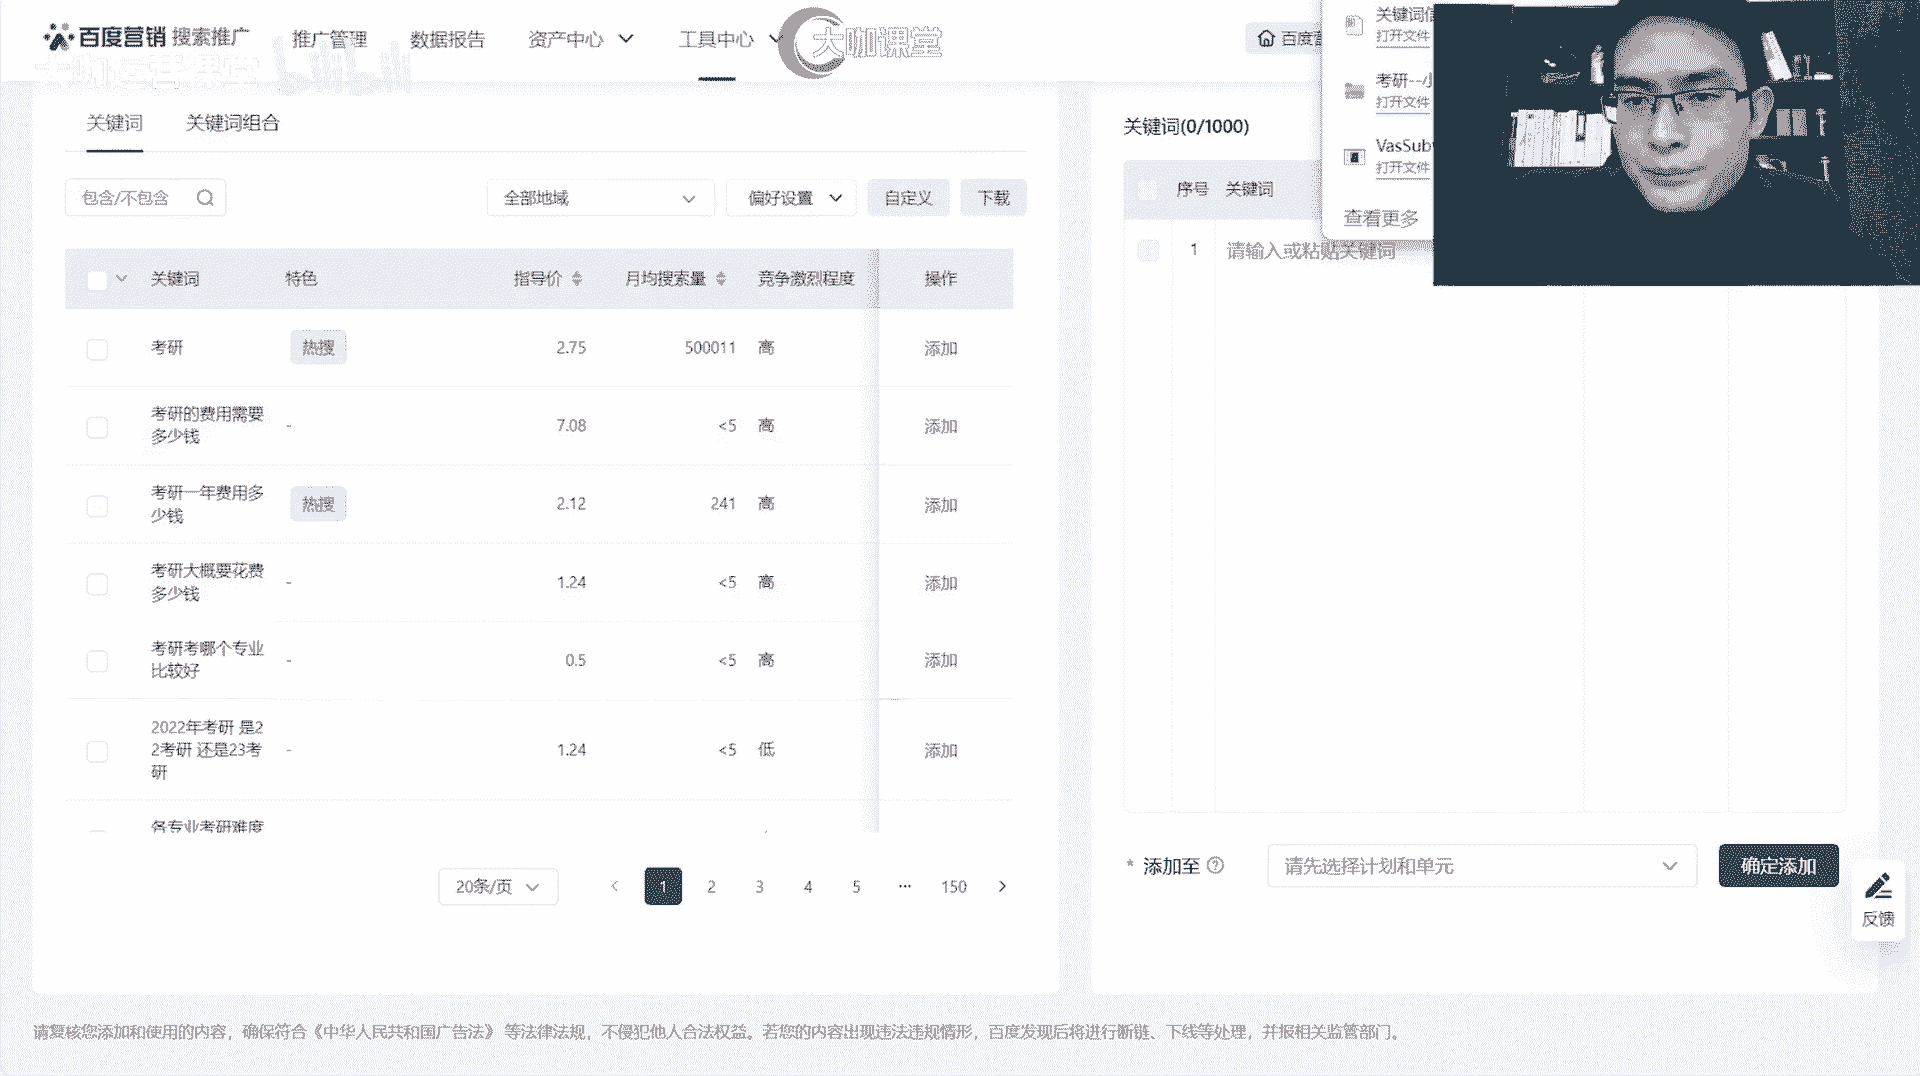 百度营销 搜索推广
推广管理
数据报告
资产中心
工具中心
大咖课堂
百度营
大咖运营课堂
关键词
关键词组合
包含/不包含
全部地域
偏好设置
自定义
下载
关键词
特色
指导价
月均搜索量
竞争激烈程度
操作
考研
热搜
2.75
500011
高
添加
考研的费用需要
多少钱
-
7.08
<5
高
添加
考研一年费用多
少钱
热搜
2.12
241
高
添加
考研大概要花费
多少钱
-
1.24
<5
高
添加
考研考哪个专业
比较好
-
0.5
<5
高
添加
2022年考研 是2
2考研 还是23考
研
-
1.24
<5
低
添加
各专业考研难度
20条/页
1
2
3
4
5
···
150
关键词(0/1000)
序号
关键词
1
请输入或粘贴关键词
关键词信
打开文件
考研--小
打开文件
VasSub
打开文件
查看更多
* 添加至
请先选择计划和单元
确定添加
反馈
请复核您添加和使用的内容，确保符合《中华人民共和国广告法》 等法律法规，不侵犯他人合法权益。若您的内容出现违法违规情形，百度发现后将进行断链、下线等处理，并报相关监管部门。